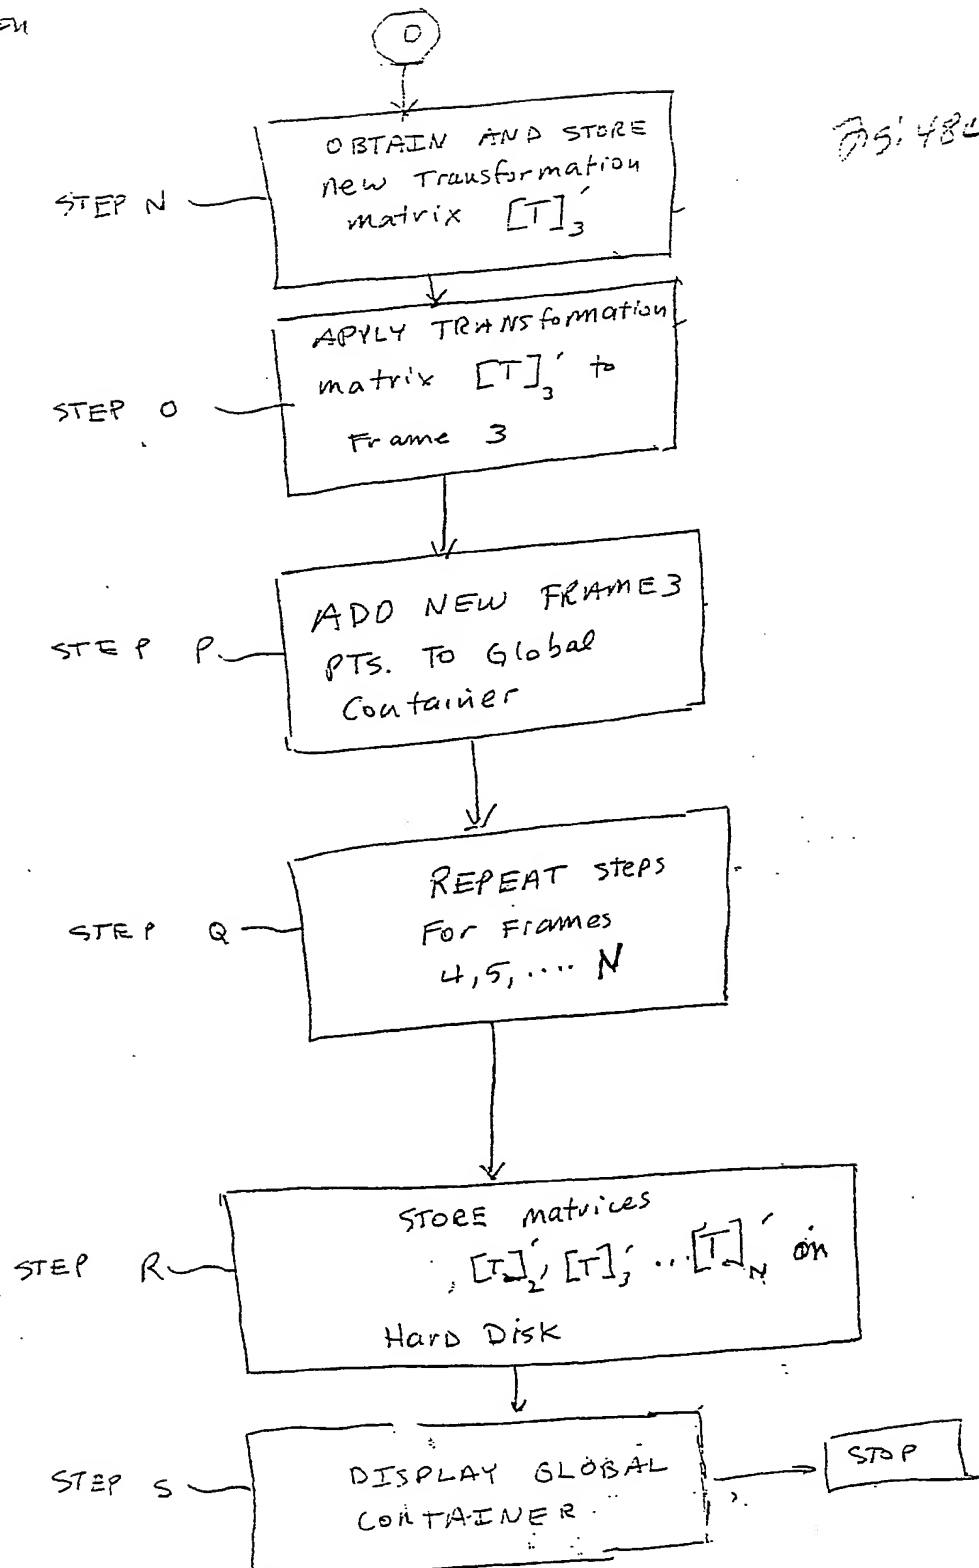 O
OBTAIN AND STORE
new Transformation
matrix [T]₃′
STEP N
APYLY TRANSformation
matrix [T]₃′ to
Frame 3
STEP O
ADD NEW FRAME 3
PTS. TO Global
Container
STEP P
REPEAT steps
For Frames
4, 5, .... N
STEP Q
STORE matrices
[T]₂′, [T]₃′ ... [T]N′ on
Hard Disk
STEP R
DISPLAY GLOBAL
CONTAINER
STEP S
STOP